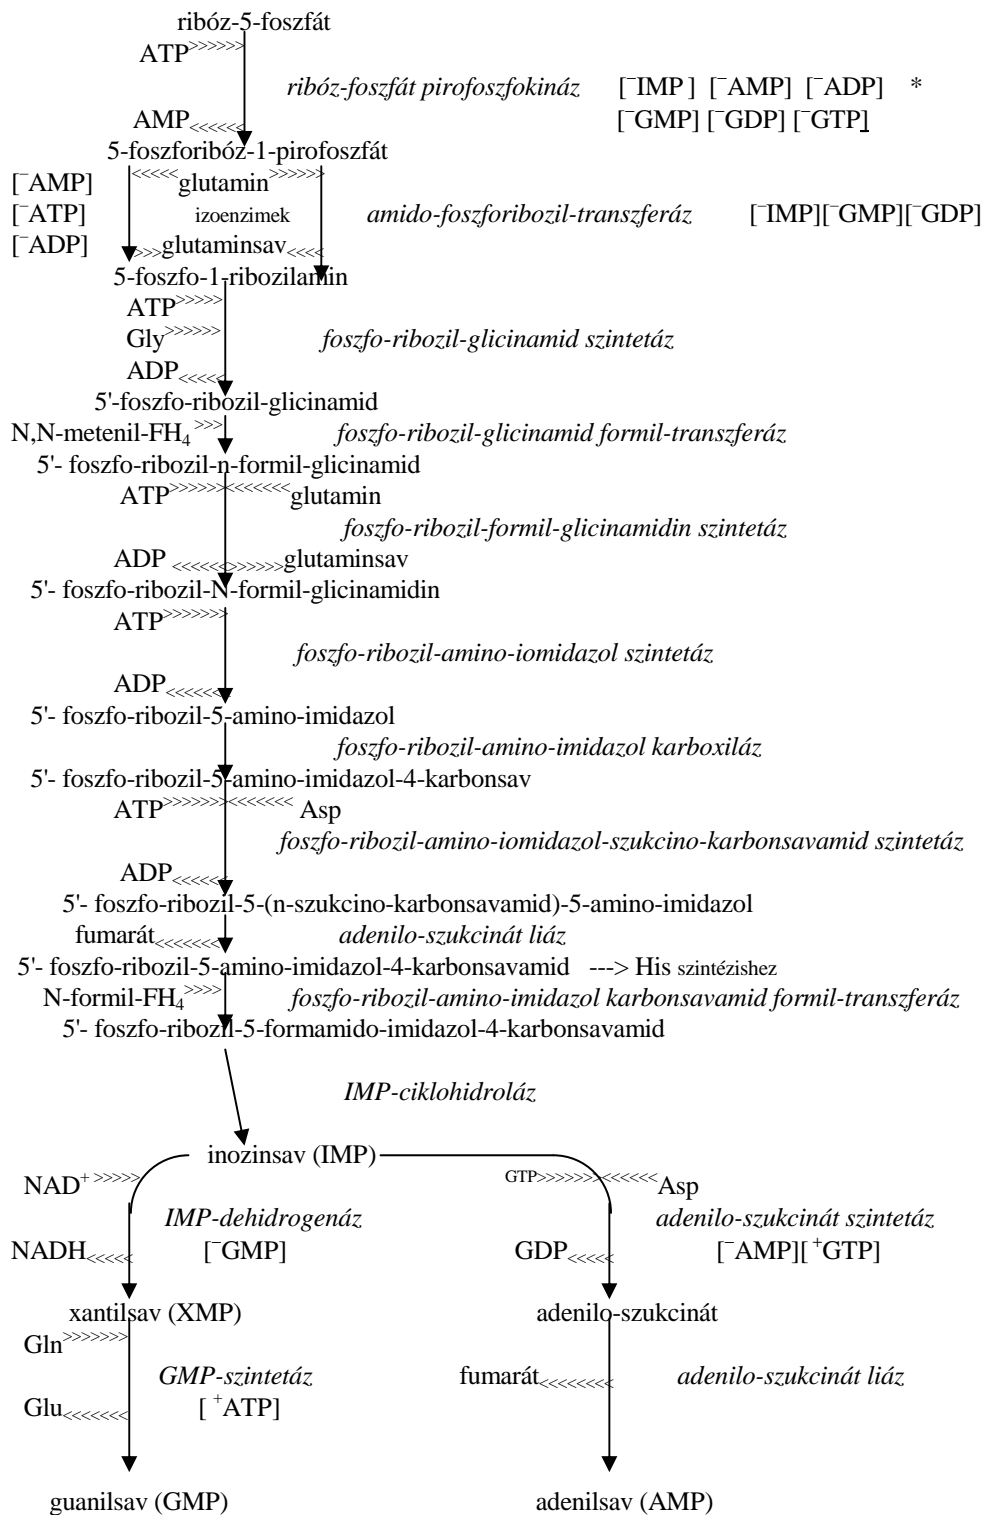 ribóz-5-foszfát
ATP>>>>>>
ribóz-foszfát pirofoszfokináz [⁻IMP ] [⁻AMP] [⁻ADP] *
AMP<<<<<< [⁻GMP] [⁻GDP] [⁻GTP]
5-foszforibóz-1-pirofoszfát
[⁻AMP] <<<<<glutamin>>>>>>
[⁻ATP] izoenzimek amido-foszforibozil-transzferáz [⁻IMP][⁻GMP][⁻GDP]
[⁻ADP] >>>glutaminsav<<<<
5-foszfo-1-ribozilamin
ATP>>>>>
Gly>>>>>> foszfo-ribozil-glicinamid szintetáz
ADP<<<<<
5'-foszfo-ribozil-glicinamid
N,N-metenil-FH₄ >>> foszfo-ribozil-glicinamid formil-transzferáz
5'- foszfo-ribozil-n-formil-glicinamid
ATP>>>>>><<<<<<<glutamin
foszfo-ribozil-formil-glicinamidin szintetáz
ADP <<<<<<>>>>>>glutaminsav
5'- foszfo-ribozil-N-formil-glicinamidin
ATP>>>>>>>
foszfo-ribozil-amino-iomidazol szintetáz
ADP<<<<<<
5'- foszfo-ribozil-5-amino-imidazol
foszfo-ribozil-amino-imidazol karboxiláz
5'- foszfo-ribozil-5-amino-imidazol-4-karbonsav
ATP>>>>>>><<<<<<< Asp
foszfo-ribozil-amino-iomidazol-szukcino-karbonsavamid szintetáz
ADP<<<<<
5'- foszfo-ribozil-5-(n-szukcino-karbonsavamid)-5-amino-imidazol
fumarát<<<<<<< adenilo-szukcinát liáz
5'- foszfo-ribozil-5-amino-imidazol-4-karbonsavamid ---> His szintézishez
N-formil-FH₄>>>> foszfo-ribozil-amino-imidazol karbonsavamid formil-transzferáz
5'- foszfo-ribozil-5-formamido-imidazol-4-karbonsavamid
IMP-ciklohidroláz
inozinsav (IMP)
NAD⁺ >>>>> GTP>>>>>>><<<<<<Asp
IMP-dehidrogenáz adenilo-szukcinát szintetáz
NADH<<<<< [⁻GMP] GDP<<<<< [⁻AMP][⁺GTP]
xantilsav (XMP) adenilo-szukcinát
Gln>>>>>>>
GMP-szintetáz fumarát<<<<<<<< adenilo-szukcinát liáz
Glu<<<<<<< [ ⁺ATP]
guanilsav (GMP) adenilsav (AMP)